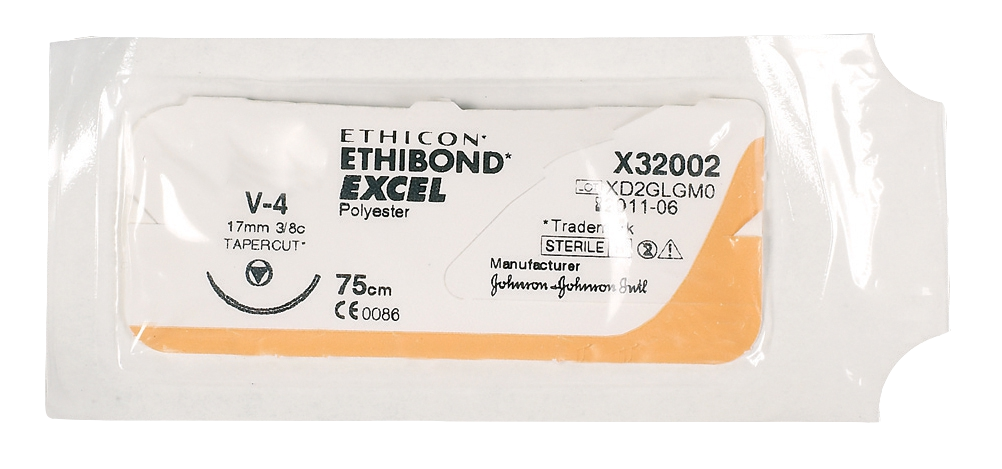 ETHICON*
ETHIBOND*
EXCEL
Polyester
V-4
17mm 3/8c
TAPERCUT*
75cm
CE 0086
X32002
LOT XD2GLGM0
2011-06
STERILE
Manufacturer
Johnson & Johnson Intl